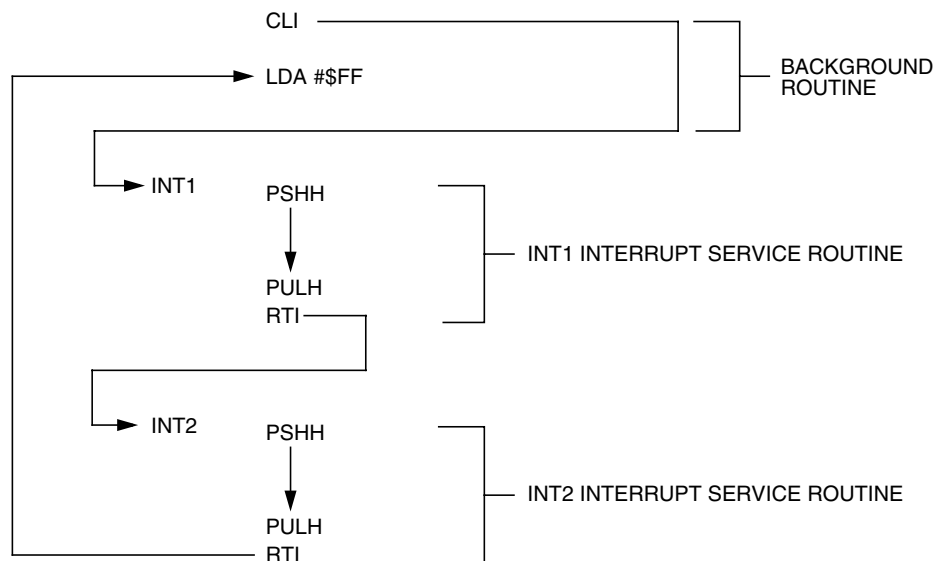 CLI
LDA #$FF
BACKGROUND
ROUTINE
INT1
PSHH
INT1 INTERRUPT SERVICE ROUTINE
PULH
RTI
INT2
PSHH
INT2 INTERRUPT SERVICE ROUTINE
PULH
RTI